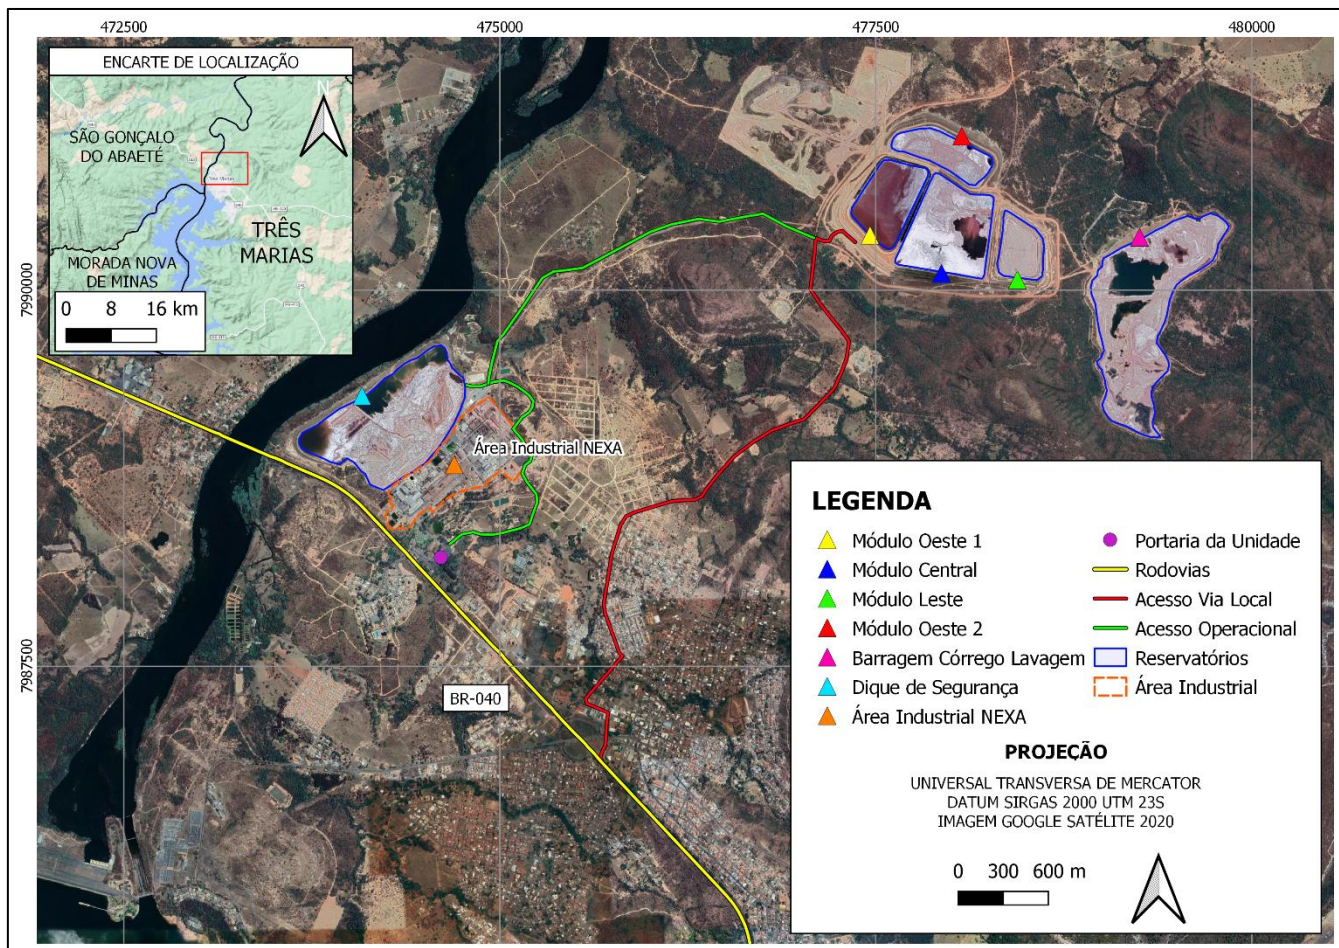 472500
475000
477500
480000
ENCARTE DE LOCALIZAÇÃO
N
SÃO GONÇALO
DO ABAETÉ
TRÊS
MARIAS
MORADA NOVA
DE MINAS
0 8 16 km
7990000
7987500
Área Industrial NEXA
BR-040
LEGENDA
Módulo Oeste 1
Módulo Central
Módulo Leste
Módulo Oeste 2
Barragem Córrego Lavagem
Dique de Segurança
Área Industrial NEXA
Portaria da Unidade
Rodovias
Acesso Via Local
Acesso Operacional
Reservatórios
Área Industrial
PROJEÇÃO
UNIVERSAL TRANSVERSA DE MERCATOR
DATUM SIRGAS 2000 UTM 23S
IMAGEM GOOGLE SATÉLITE 2020
0 300 600 m